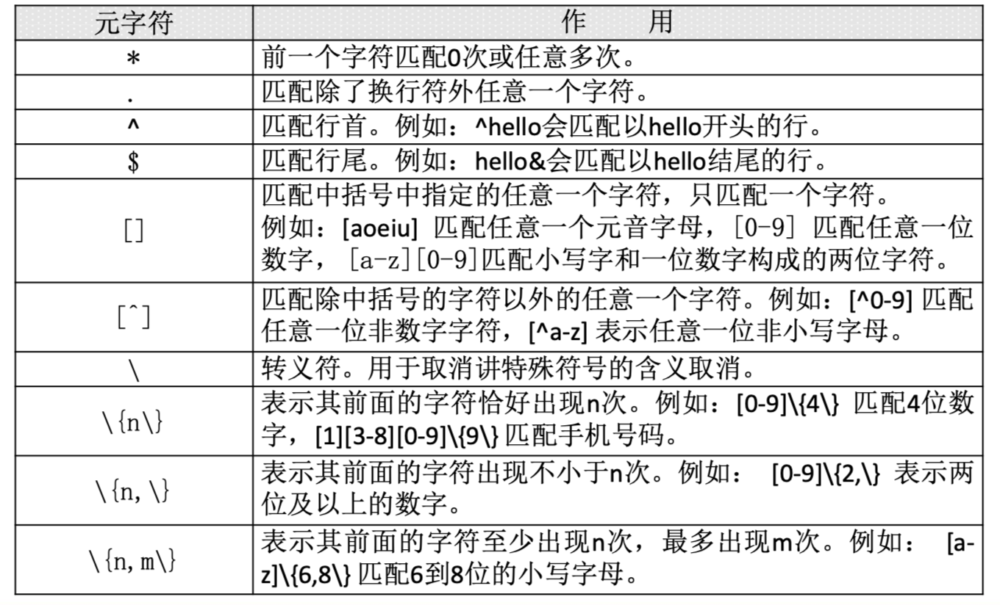 元字符 作 用
* 前一个字符匹配0次或任意多次。
. 匹配除了换行符外任意一个字符。
^ 匹配行首。例如：^hello会匹配以hello开头的行。
$ 匹配行尾。例如：hello&会匹配以hello结尾的行。
[] 匹配中括号中指定的任意一个字符，只匹配一个字符。
例如：[aoeiu] 匹配任意一个元音字母，[0-9] 匹配任意一位
数字， [a-z][0-9]匹配小写字和一位数字构成的两位字符。
[^] 匹配除中括号的字符以外的任意一个字符。例如：[^0-9] 匹配
任意一位非数字字符，[^a-z] 表示任意一位非小写字母。
\ 转义符。用于取消讲特殊符号的含义取消。
\{n\} 表示其前面的字符恰好出现n次。例如：[0-9]\{4\} 匹配4位数
字，[1][3-8][0-9]\{9\} 匹配手机号码。
\{n,\} 表示其前面的字符出现不小于n次。例如： [0-9]\{2,\} 表示两
位及以上的数字。
\{n,m\} 表示其前面的字符至少出现n次，最多出现m次。例如： [a-
z]\{6,8\} 匹配6到8位的小写字母。